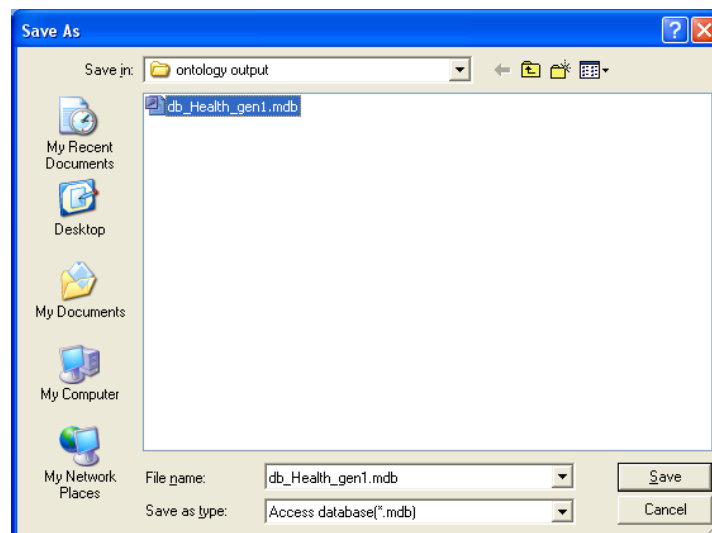 Save As
Save in:
ontology output
db_Health_gen1.mdb
My Recent
Documents
Desktop
My Documents
My Computer
My Network
Places
File name:
db_Health_gen1.mdb
Save
Save as type:
Access database(*.mdb)
Cancel